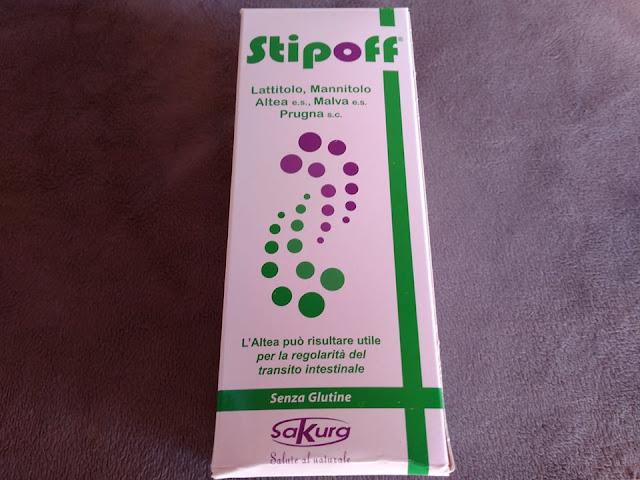 Stipoff®
Lattitolo, Mannitolo
Altea e.s., Malva e.s.
Prugna s.c.
L'Altea può risultare utile
per la regolarità del
transito intestinale
Senza Glutine
Sakura
Salute al naturale